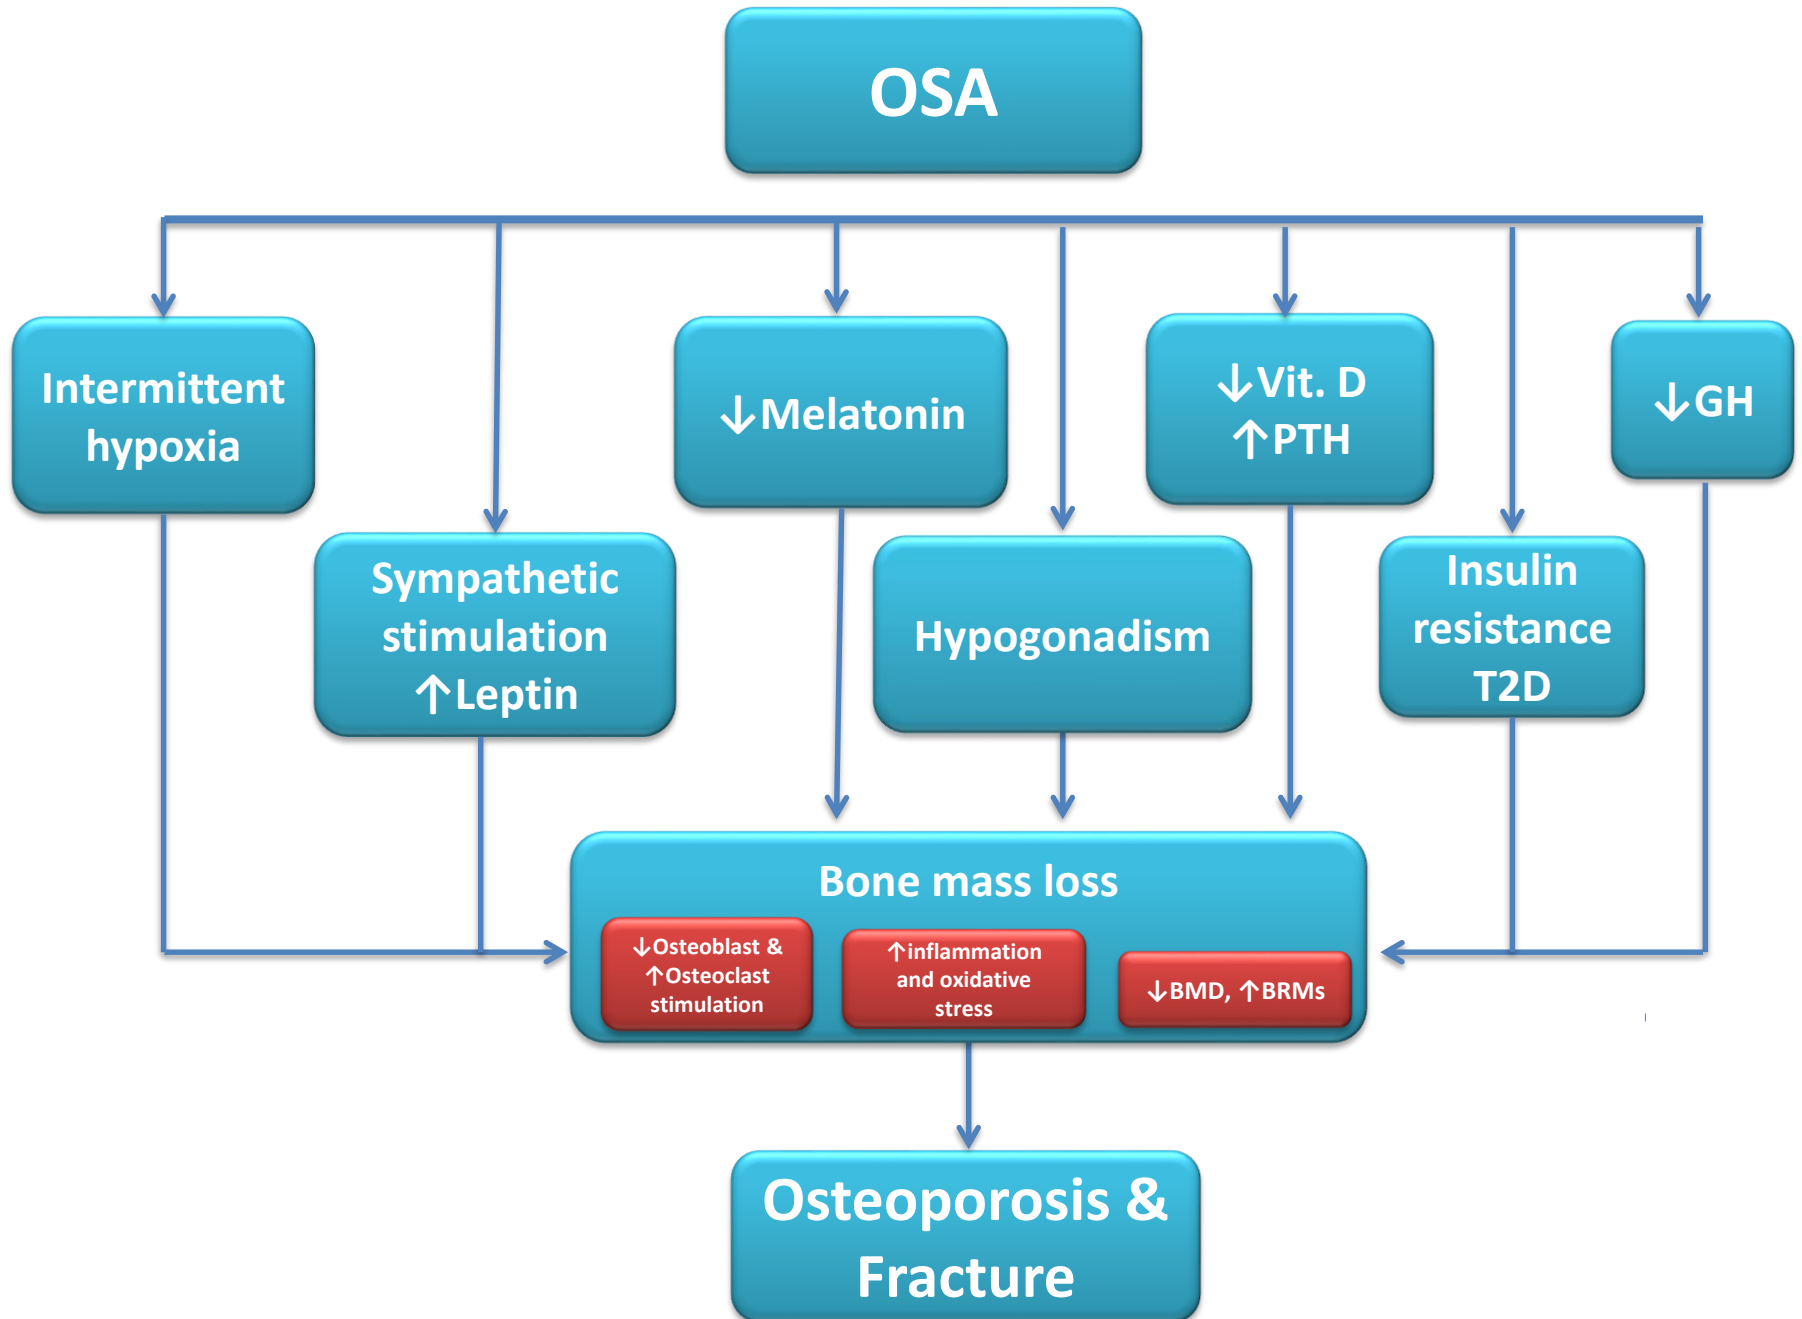 OSA
Intermittent
hypoxia
↓Melatonin
↓Vit. D
↑PTH
↓GH
Sympathetic
stimulation
↑Leptin
Hypogonadism
Insulin
resistance
T2D
Bone mass loss
↓Osteoblast &
↑Osteoclast
stimulation
↑inflammation
and oxidative
stress
↓BMD, ↑BRMs
Osteoporosis &
Fracture